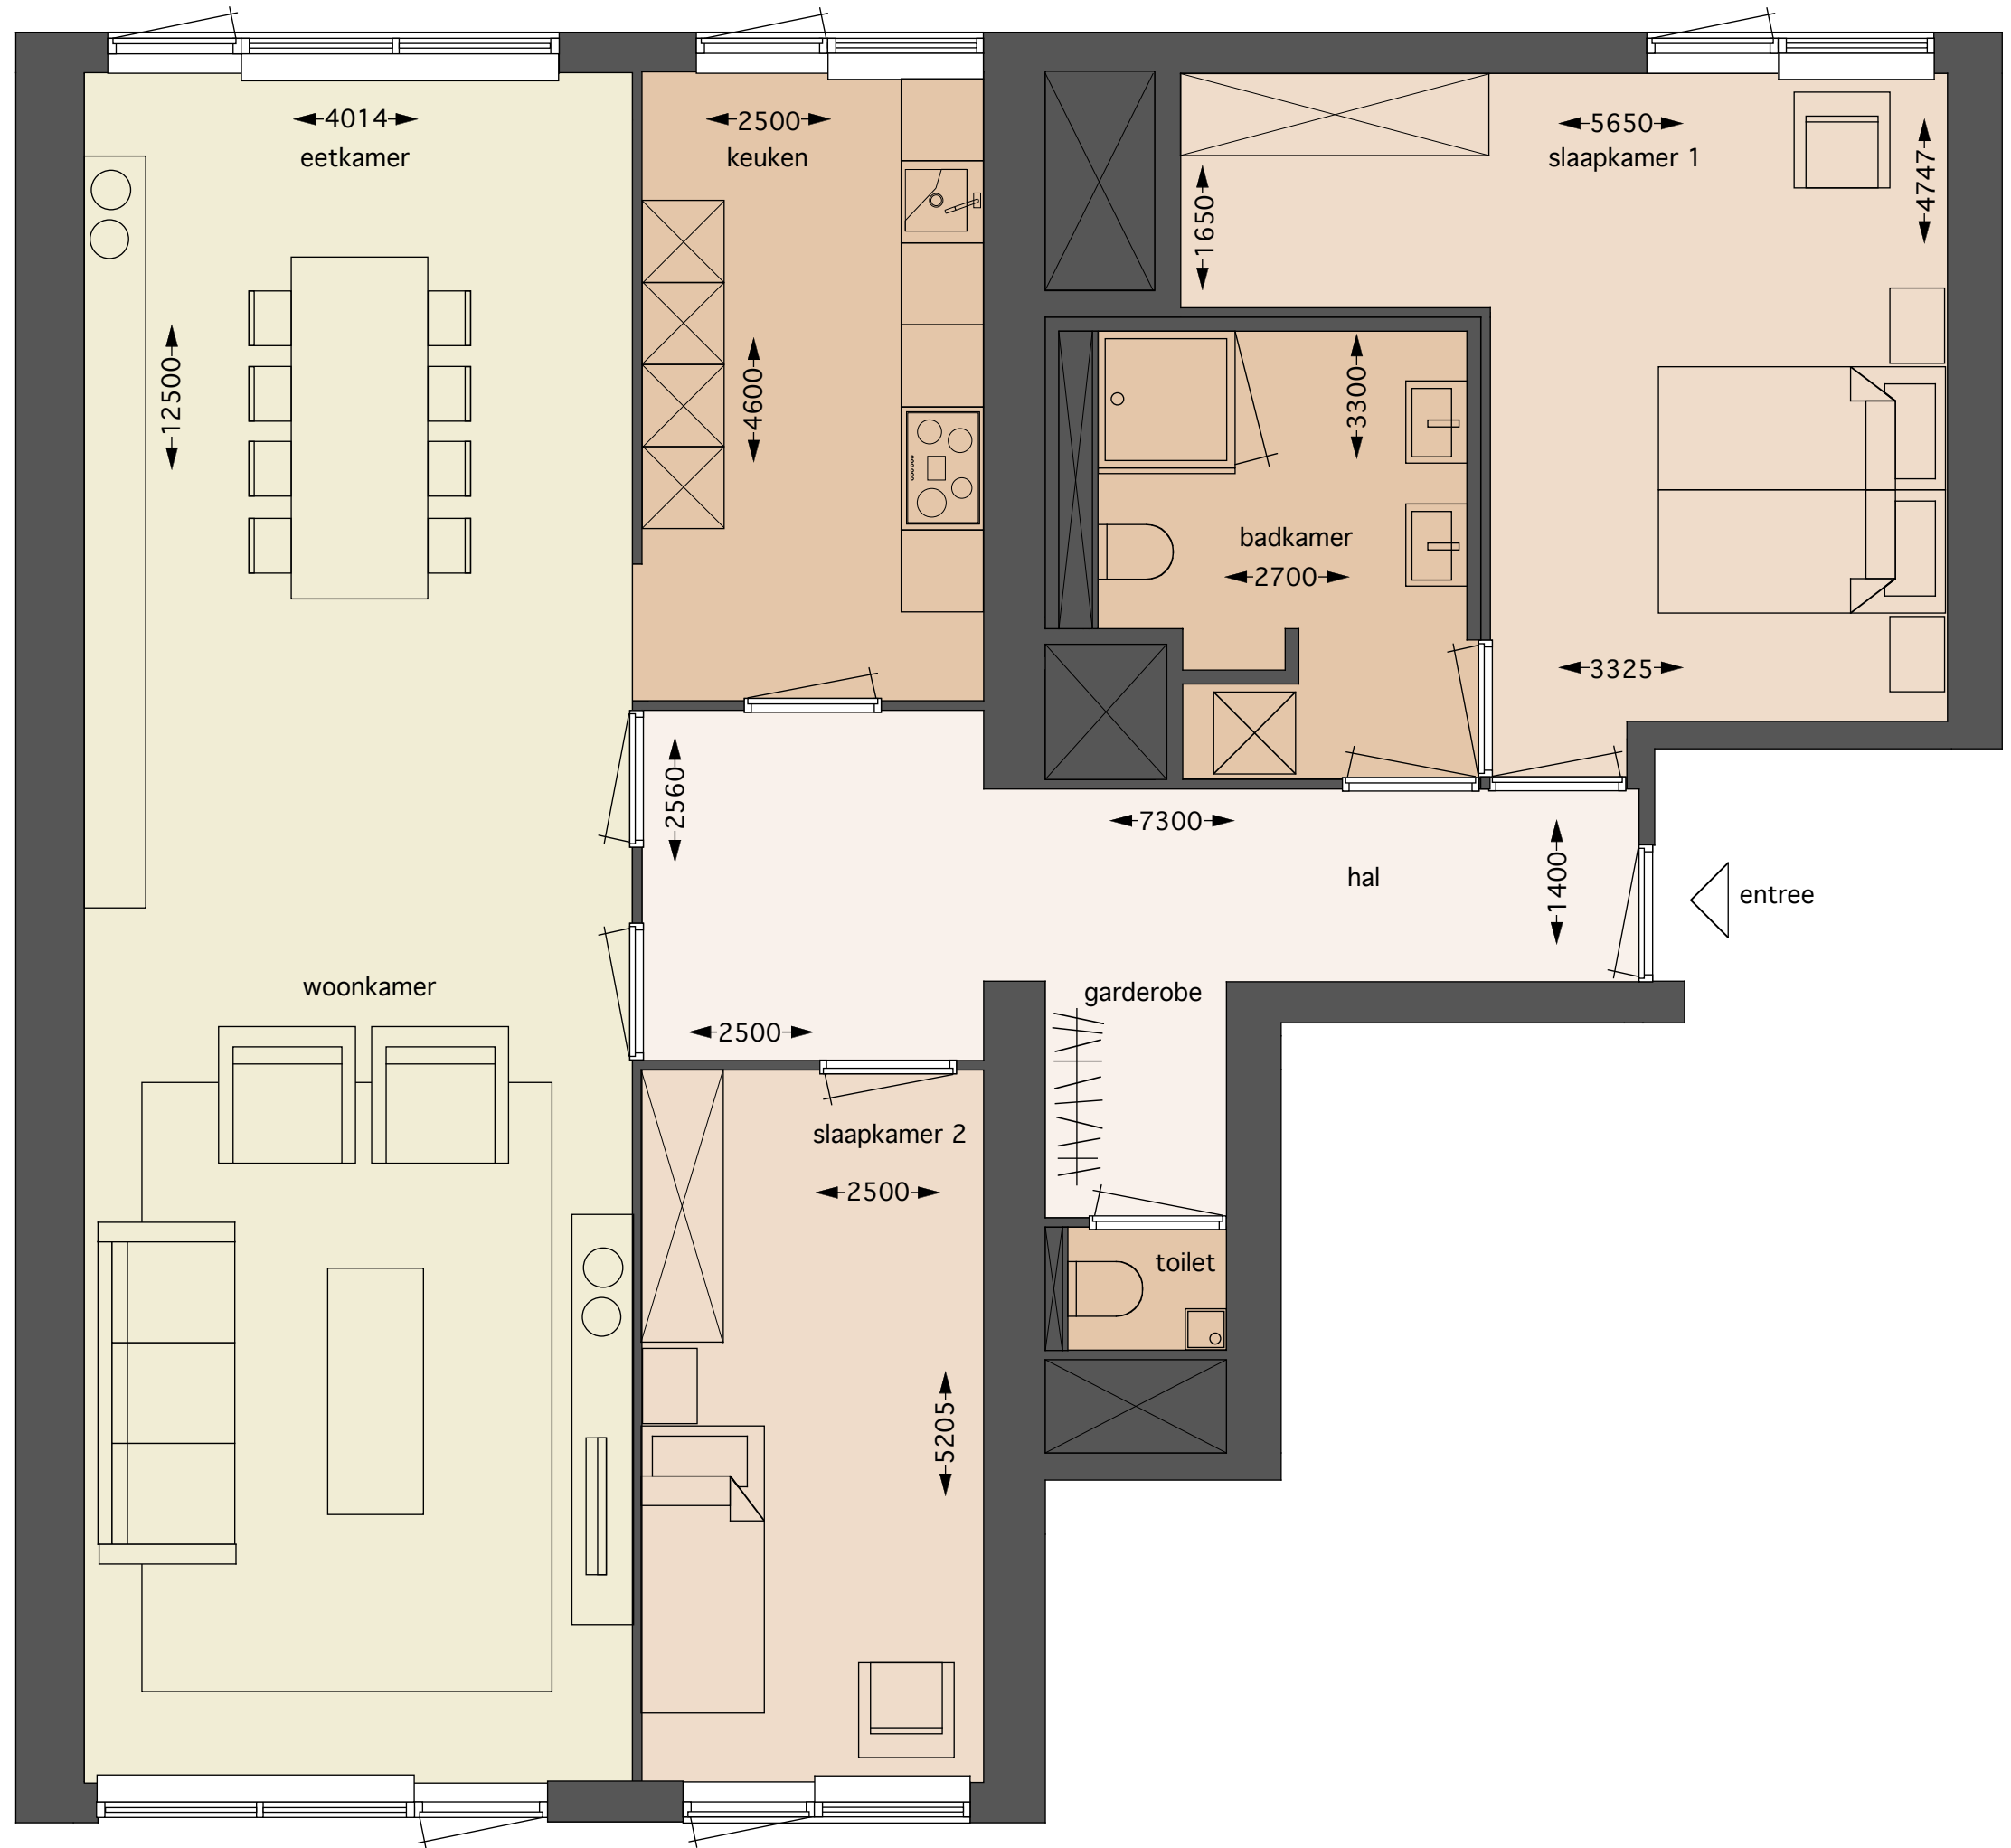 4014
eetkamer
2500
keuken
5650
slaapkamer 1
4747
1650
12500
4600
3300
badkamer
2700
3325
2560
7300
hal
1400
entree
woonkamer
garderobe
2500
slaapkamer 2
2500
toilet
5205